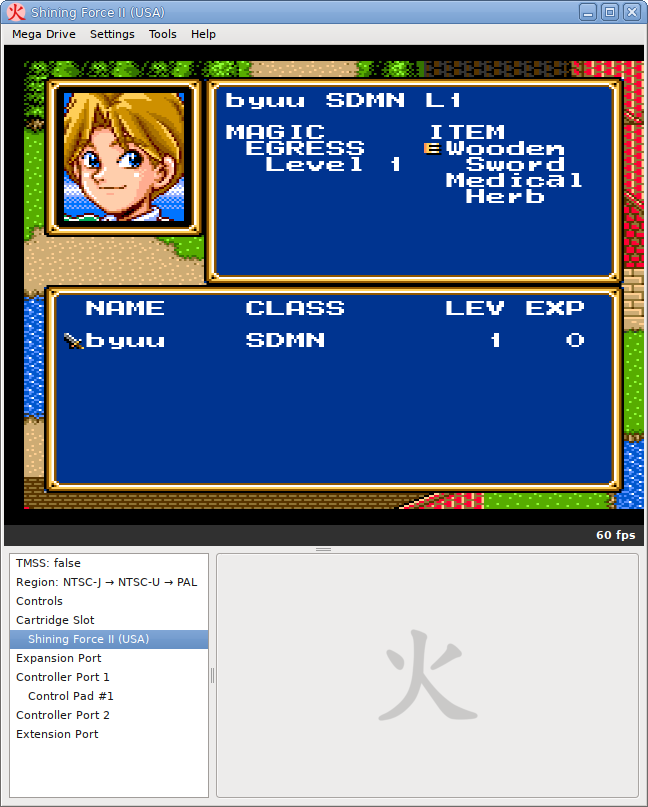 火 Shining Force II (USA)
Mega Drive Settings Tools Help
byuu SDMN L1
MAGIC ITEM
EGRESS Wooden
Level 1 Sword
Medical
Herb
NAME CLASS LEV EXP
byuu SDMN 1 0
60 fps
TMSS: false
Region: NTSC-J → NTSC-U → PAL
Controls
Cartridge Slot
Shining Force II (USA)
Expansion Port
Controller Port 1
Control Pad #1
Controller Port 2
Extension Port
火